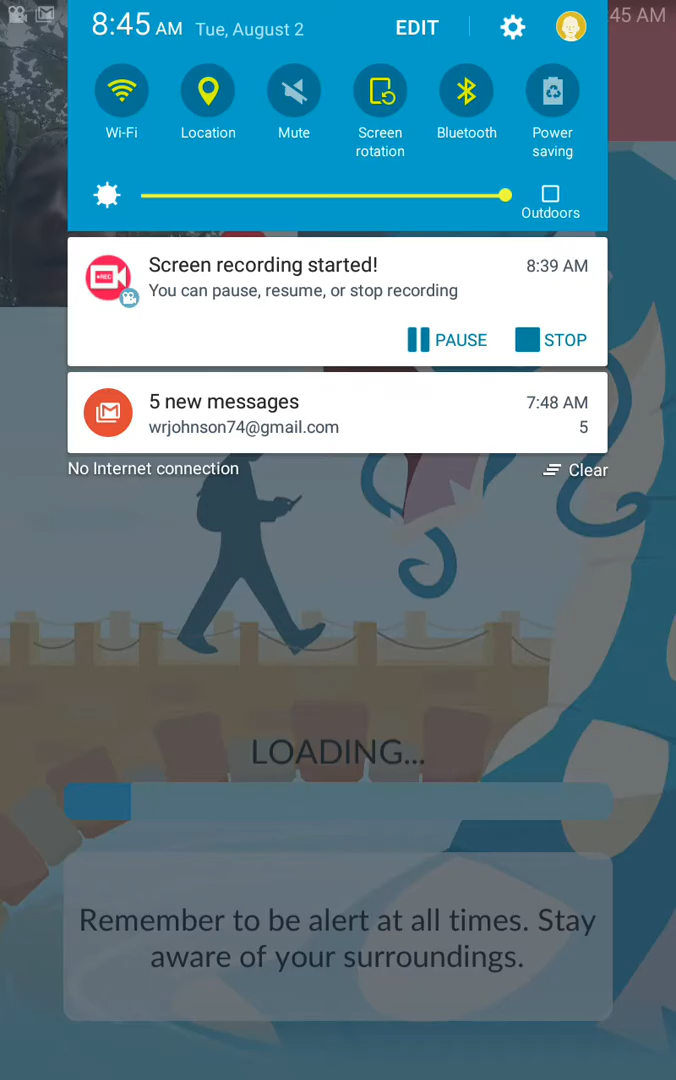 8:45 AM Tue, August 2 EDIT
:45 AM
Wi-Fi Location Mute Screen rotation Bluetooth Power saving
Outdoors
REC
Screen recording started! 8:39 AM
You can pause, resume, or stop recording
PAUSE STOP
5 new messages 7:48 AM
wrjohnson74@gmail.com 5
No Internet connection Clear
LOADING...
Remember to be alert at all times. Stay
aware of your surroundings.